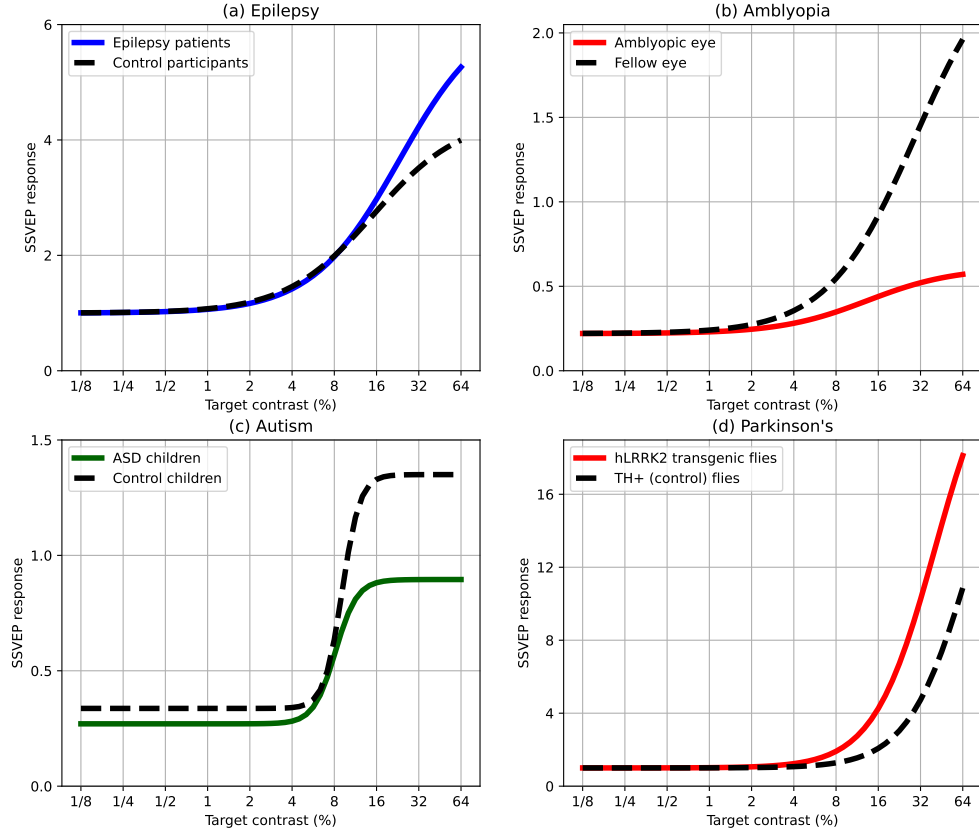 (a) Epilepsy
6
4
2
0
SSVEP response
Epilepsy patients
Control participants
1/8 1/4 1/2 1 2 4 8 16 32 64
Target contrast (%)
(b) Amblyopia
2.0
1.5
1.0
0.5
0.0
SSVEP response
Amblyopic eye
Fellow eye
1/8 1/4 1/2 1 2 4 8 16 32 64
Target contrast (%)
(c) Autism
1.5
1.0
0.5
0.0
SSVEP response
ASD children
Control children
1/8 1/4 1/2 1 2 4 8 16 32 64
Target contrast (%)
(d) Parkinson's
16
12
8
4
0
SSVEP response
hLRRK2 transgenic flies
TH+ (control) flies
1/8 1/4 1/2 1 2 4 8 16 32 64
Target contrast (%)